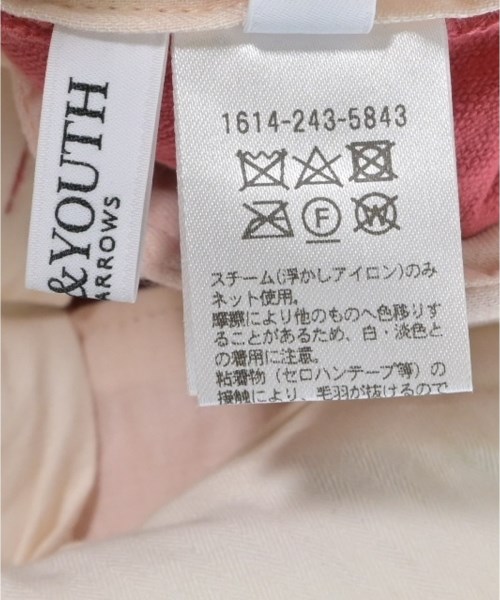 &YOUTH
ARROWS
1614-243-5843
F
W
スチーム(浮かしアイロン)のみ
ネット使用。
摩擦により他のものへ色移りす
ることがあるため、白・淡色と
の着用に注意。
粘着物(セロハンテープ等)の
接触により、毛羽が抜けるので